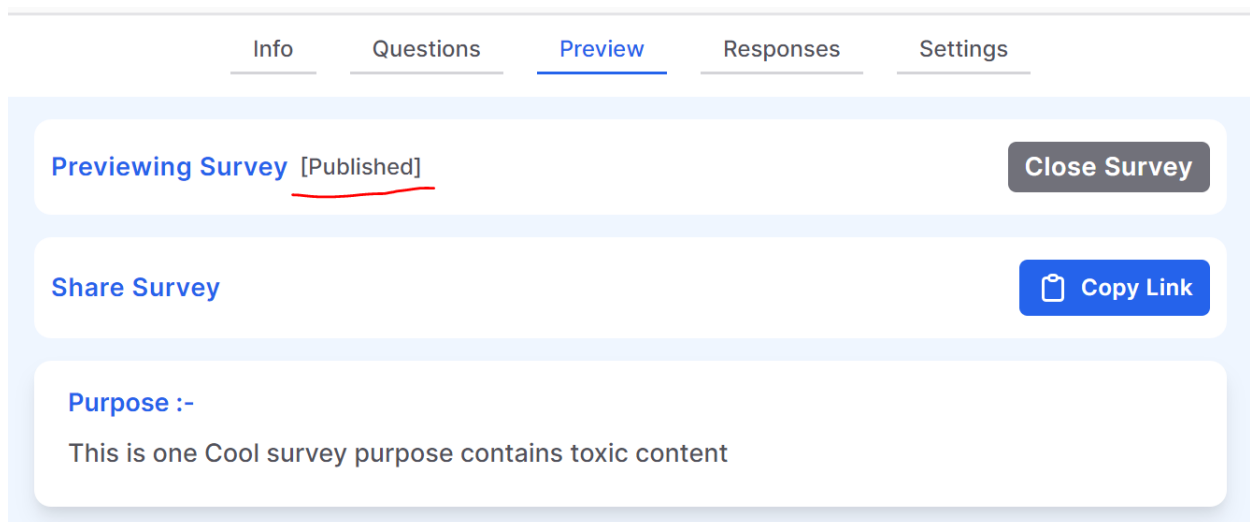 Info Questions Preview Responses Settings
Previewing Survey [Published] Close Survey
Share Survey Copy Link
Purpose :-
This is one Cool survey purpose contains toxic content